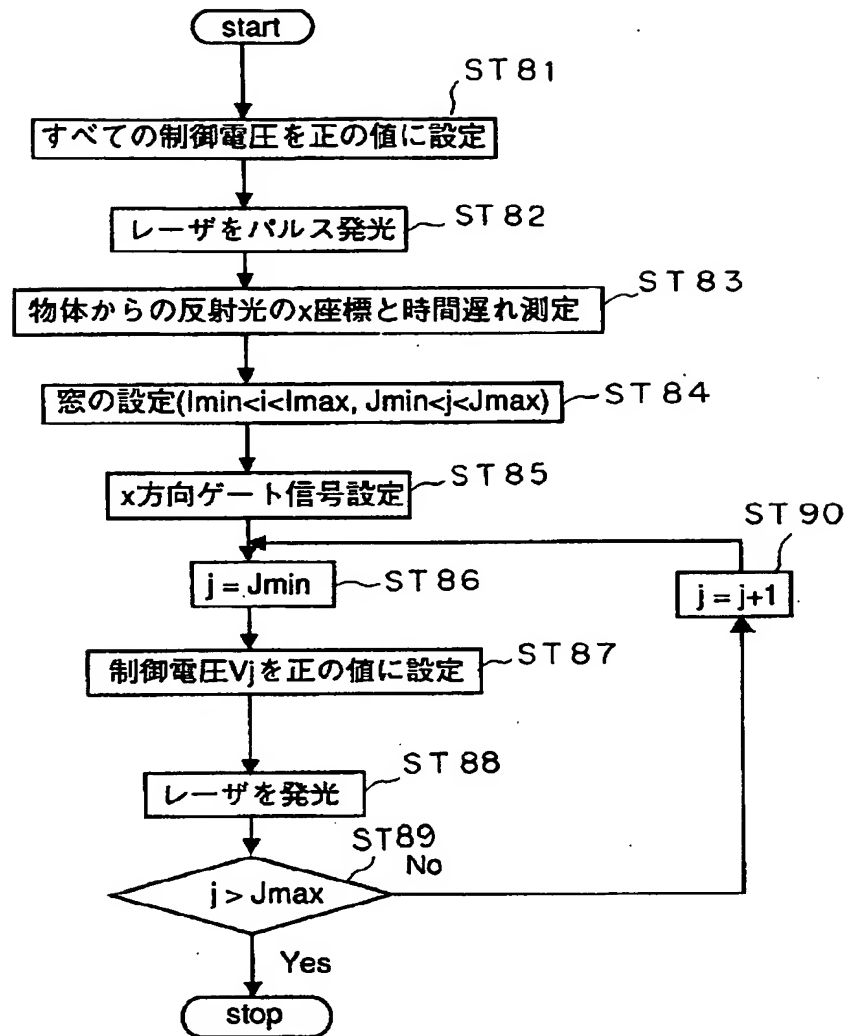 start
ST81
すべての制御電圧を正の値に設定
レーザをパルス発光
ST82
物体からの反射光のx座標と時間遅れ測定
ST83
窓の設定(Imin<i<Imax, Jmin<j<Jmax)
ST84
x方向ゲート信号設定
ST85
ST90
j = Jmin
ST86
j = j+1
制御電圧Vjを正の値に設定
ST87
レーザを発光
ST88
ST89
No
j > Jmax
Yes
stop